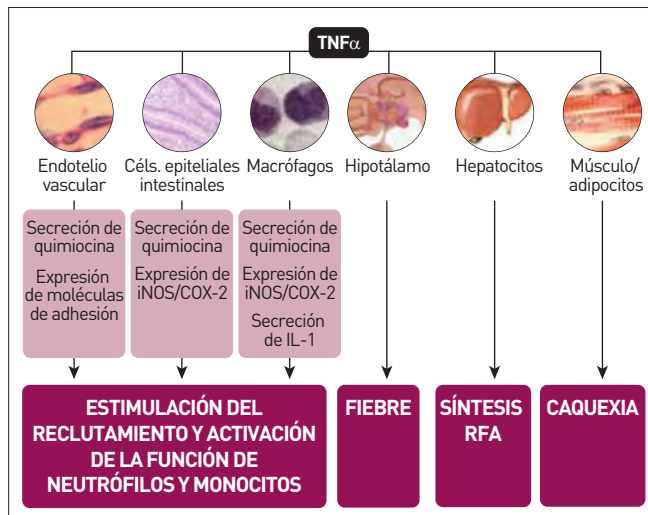 TNFα
Endotelio
vascular
Céls. epiteliales
intestinales
Macrófagos
Hipotálamo
Hepatocitos
Músculo/
adipocitos
Secreción de
quimiocina
Expresión
de moléculas
de adhesión
Secreción de
quimiocina
Expresión de
iNOS/COX-2
Secreción de
quimiocina
Expresión de
iNOS/COX-2
Secreción
de IL-1
ESTIMULACIÓN DEL
RECLUTAMIENTO Y ACTIVACIÓN
DE LA FUNCIÓN DE
NEUTRÓFILOS Y MONOCITOS
FIEBRE
SÍNTESIS
RFA
CAQUEXIA